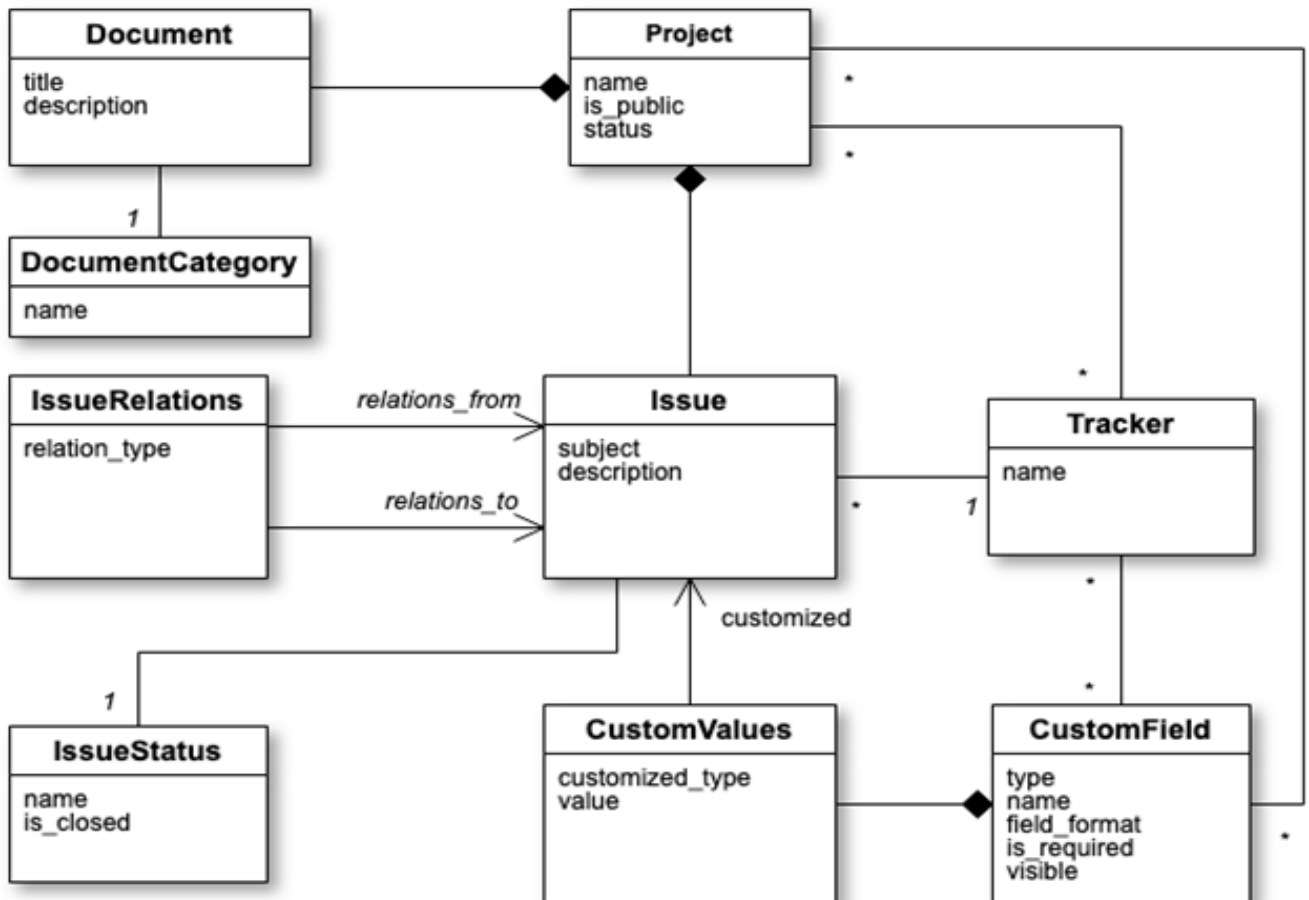 Document
title
description
Project
name
is_public
status
*
*
1
DocumentCategory
name
IssueRelations
relation_type
relations_from
relations_to
Issue
subject
description
*
1
*
Tracker
name
*
*
customized
1
IssueStatus
name
is_closed
CustomValues
customized_type
value
CustomField
type
name
field_format
is_required
visible
*